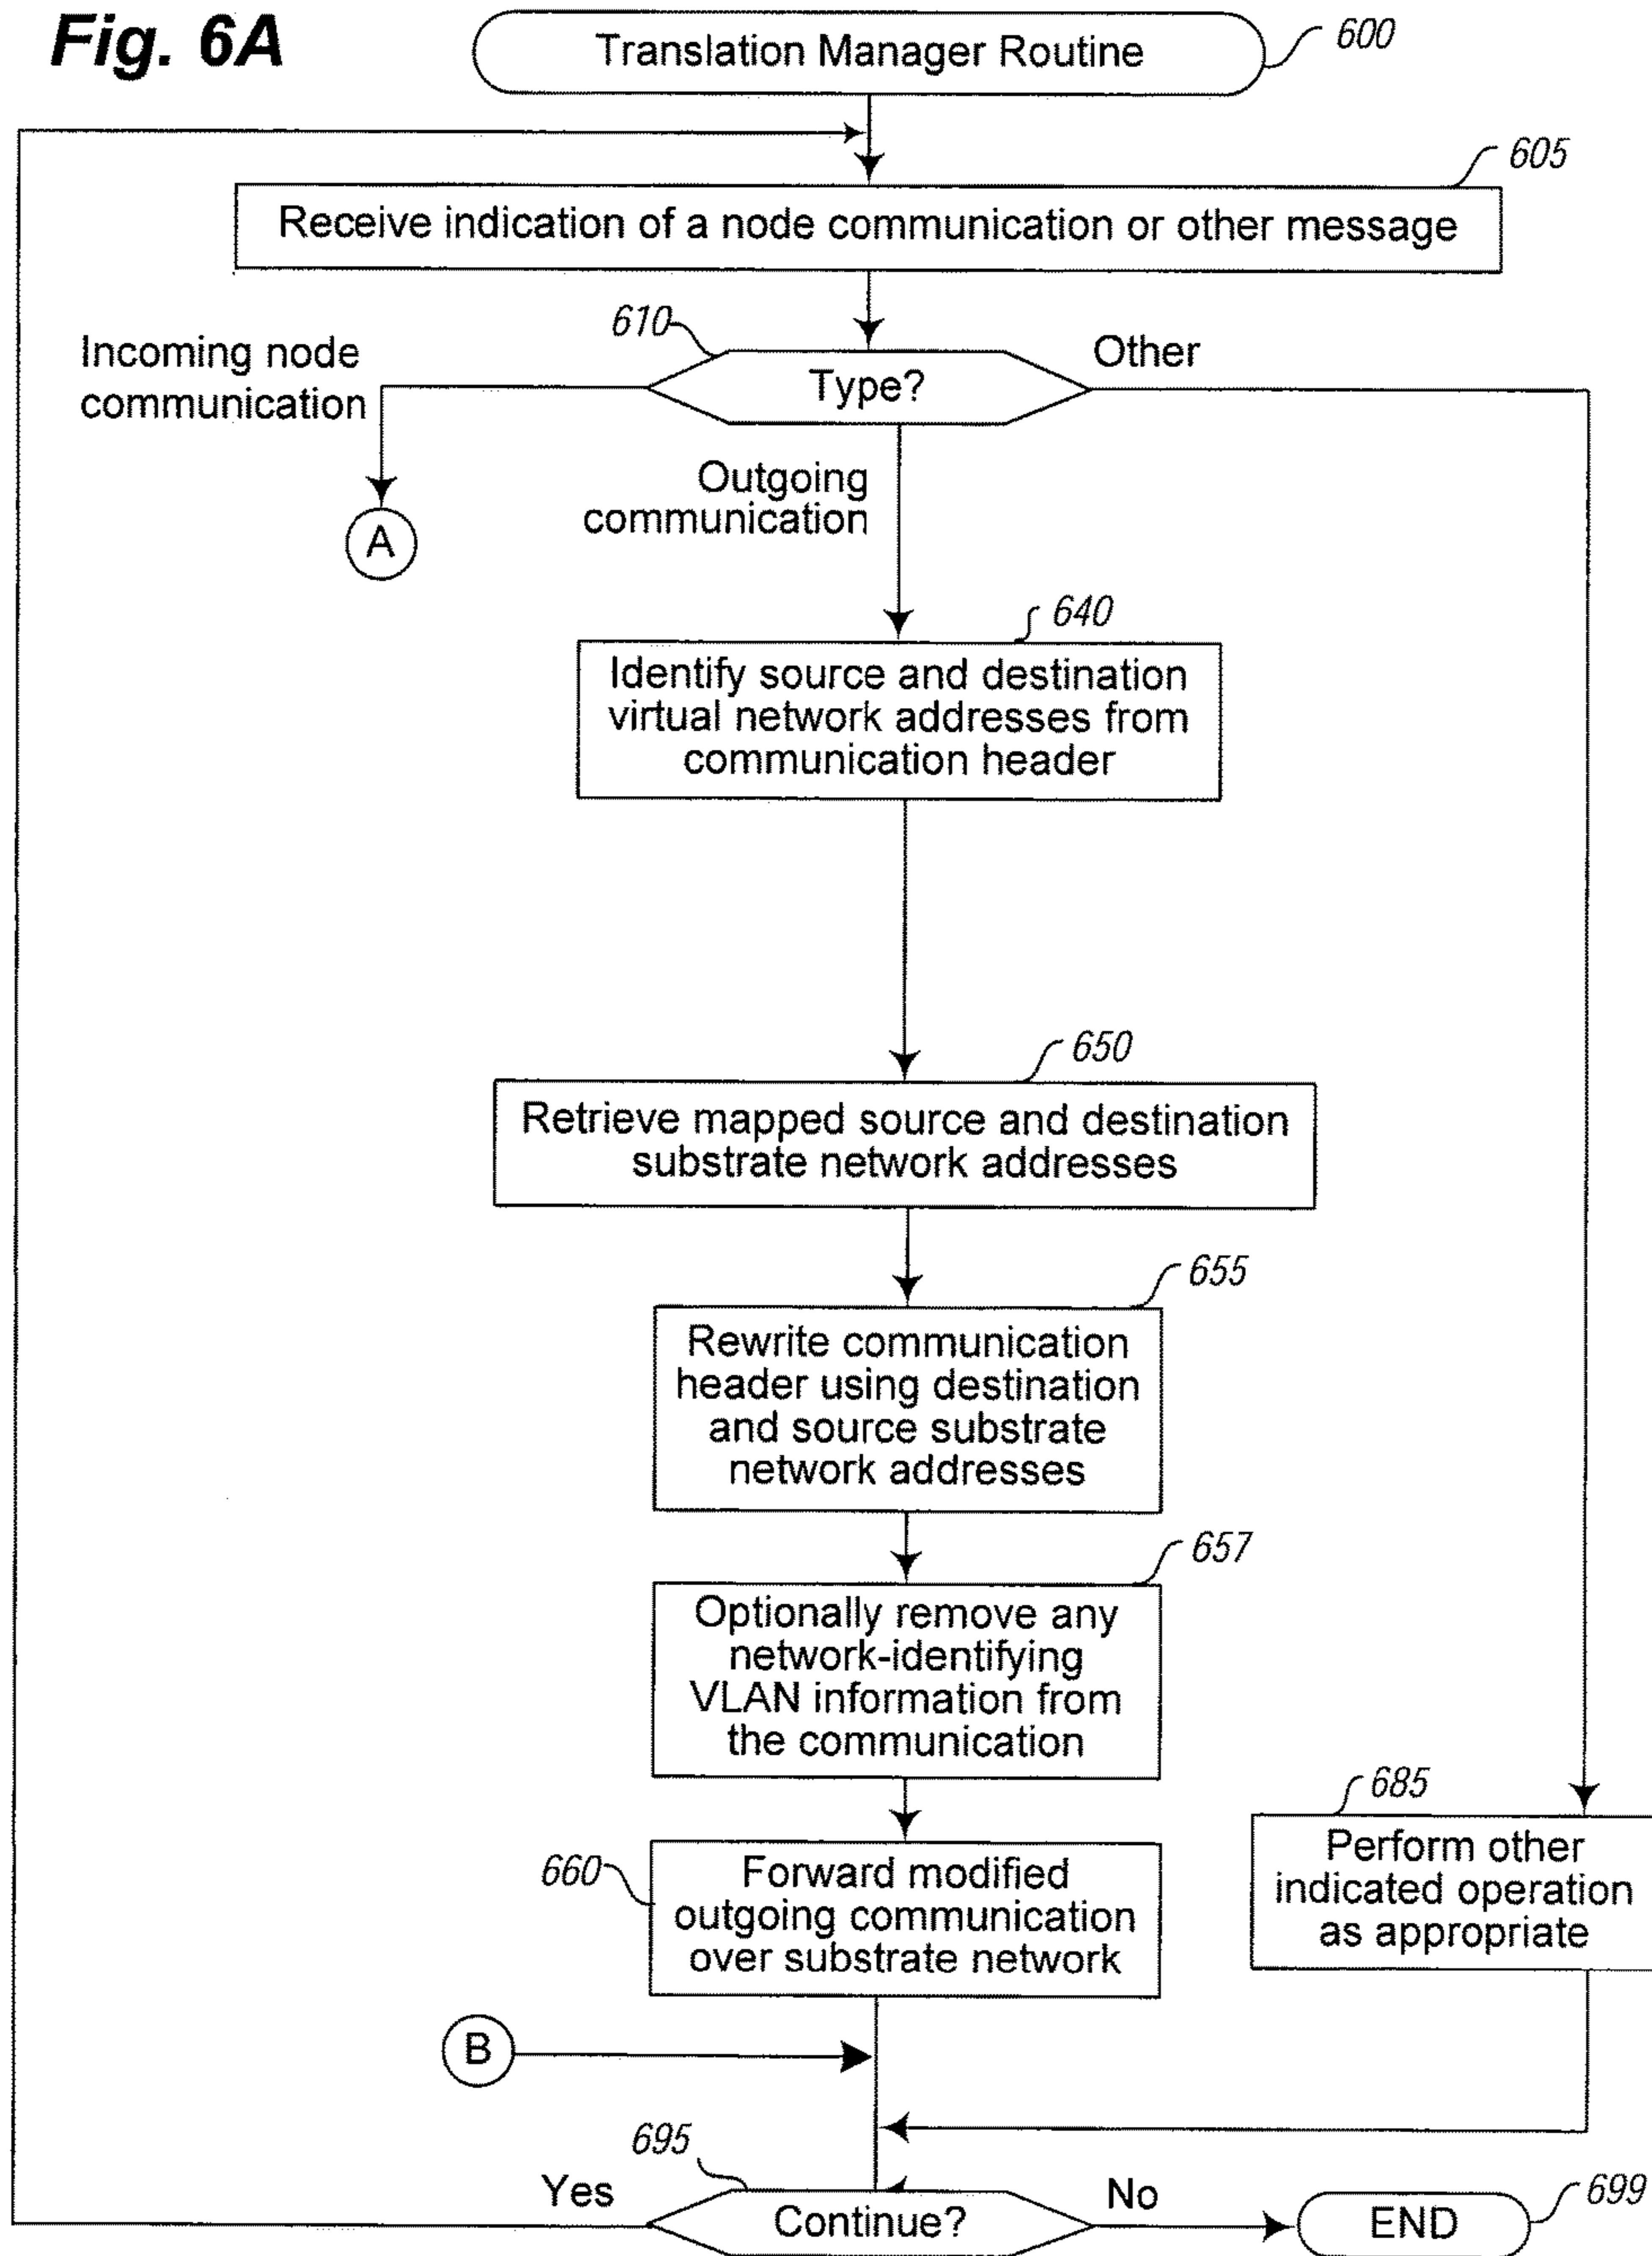 Fig. 6A
Translation Manager Routine
600
605
Receive indication of a node communication or other message
610
Incoming node
communication
Type?
Other
Outgoing
communication
A
640
Identify source and destination
virtual network addresses from
communication header
650
Retrieve mapped source and destination
substrate network addresses
655
Rewrite communication
header using destination
and source substrate
network addresses
657
Optionally remove any
network-identifying
VLAN information from
the communication
685
Perform other
indicated operation
as appropriate
660
Forward modified
outgoing communication
over substrate network
B
695
Yes
Continue?
No
END
699